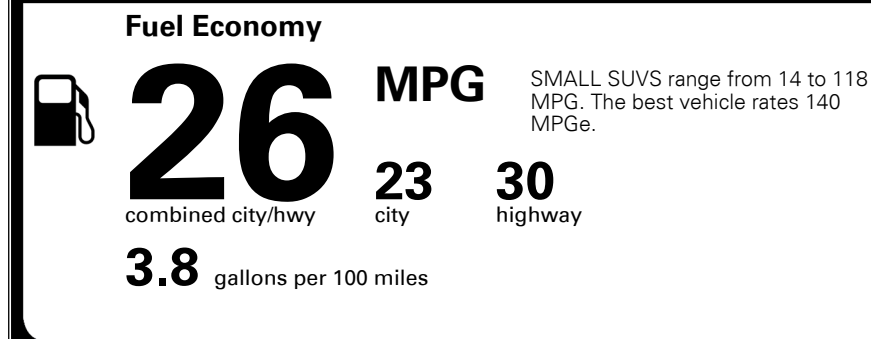 Fuel Economy
26 MPG
SMALL SUVS range from 14 to 118
MPG. The best vehicle rates 140
MPGe.
23 30
combined city/hwy city highway
3.8 gallons per 100 miles